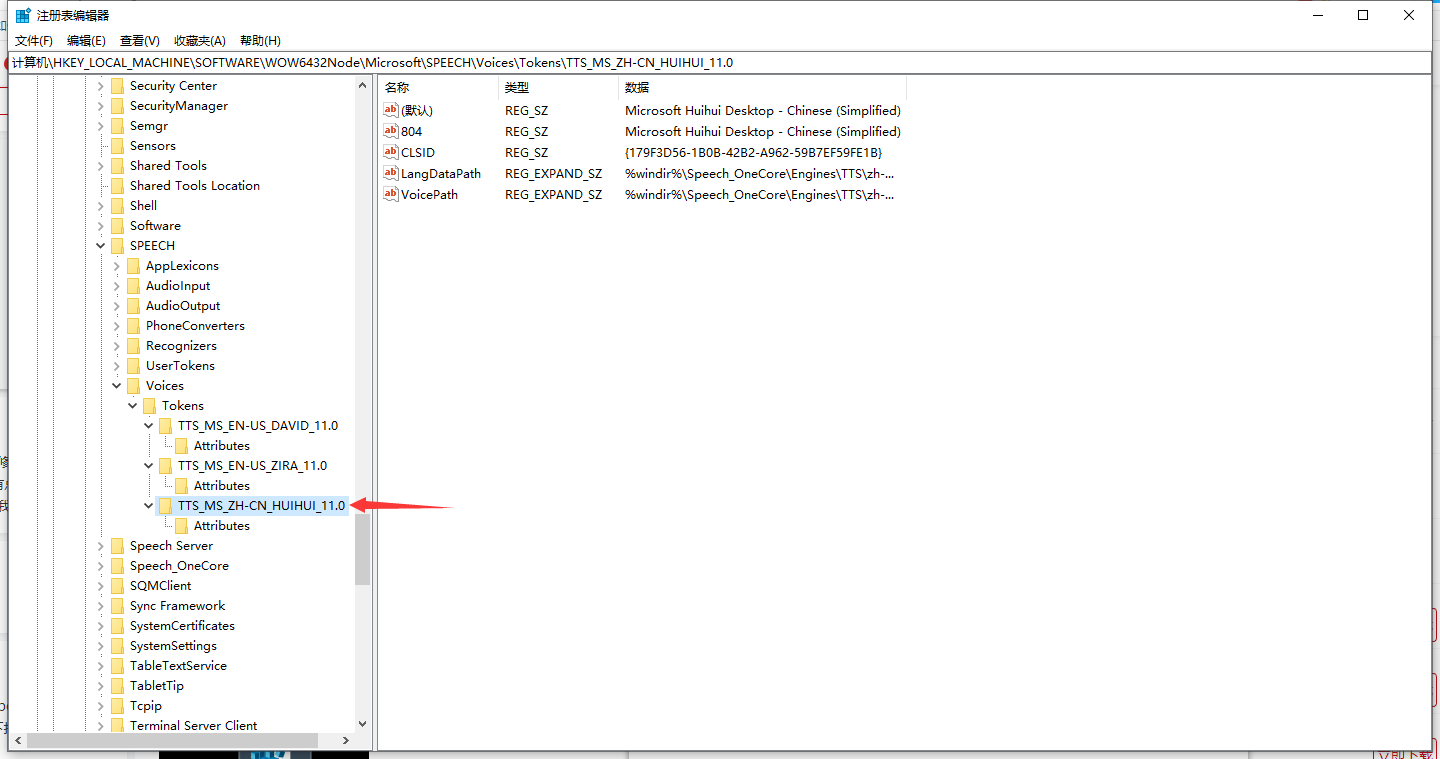 注册表编辑器
文件(F) 编辑(E) 查看(V) 收藏夹(A) 帮助(H)
计算机\HKEY_LOCAL_MACHINE\SOFTWARE\WOW6432Node\Microsoft\SPEECH\Voices\Tokens\TTS_MS_ZH-CN_HUIHUI_11.0
Security Center
SecurityManager
Semgr
Sensors
Shared Tools
Shared Tools Location
Shell
Software
SPEECH
AppLexicons
AudioInput
AudioOutput
PhoneConverters
Recognizers
UserTokens
Voices
Tokens
TTS_MS_EN-US_DAVID_11.0
Attributes
TTS_MS_EN-US_ZIRA_11.0
Attributes
TTS_MS_ZH-CN_HUIHUI_11.0
Attributes
Speech Server
Speech_OneCore
SQMClient
Sync Framework
SystemCertificates
SystemSettings
TableTextService
TabletTip
Tcpip
Terminal Server Client
名称 类型 数据
(默认) REG_SZ Microsoft Huihui Desktop - Chinese (Simplified)
804 REG_SZ Microsoft Huihui Desktop - Chinese (Simplified)
CLSID REG_SZ {179F3D56-1B0B-42B2-A962-59B7EF59FE1B}
LangDataPath REG_EXPAND_SZ %windir%\Speech_OneCore\Engines\TTS\zh-...
VoicePath REG_EXPAND_SZ %windir%\Speech_OneCore\Engines\TTS\zh-...
立即下载